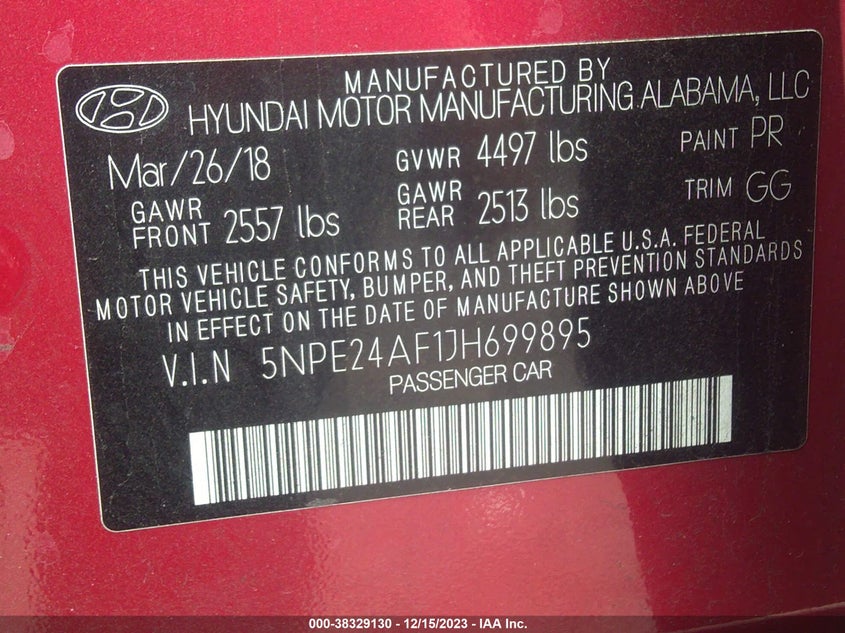 MANUFACTURED BY
HYUNDAI MOTOR MANUFACTURING ALABAMA, LLC
Mar/26/18 GVWR 4497 lbs PAINT PR
GAWR FRONT 2557 lbs GAWR REAR 2513 lbs TRIM GG
THIS VEHICLE CONFORMS TO ALL APPLICABLE U.S.A. FEDERAL
MOTOR VEHICLE SAFETY, BUMPER, AND THEFT PREVENTION STANDARDS
IN EFFECT ON THE DATE OF MANUFACTURE SHOWN ABOVE
V.I.N 5NPE24AF1JH699895
PASSENGER CAR
000-38329130 - 12/15/2023 - IAA Inc.